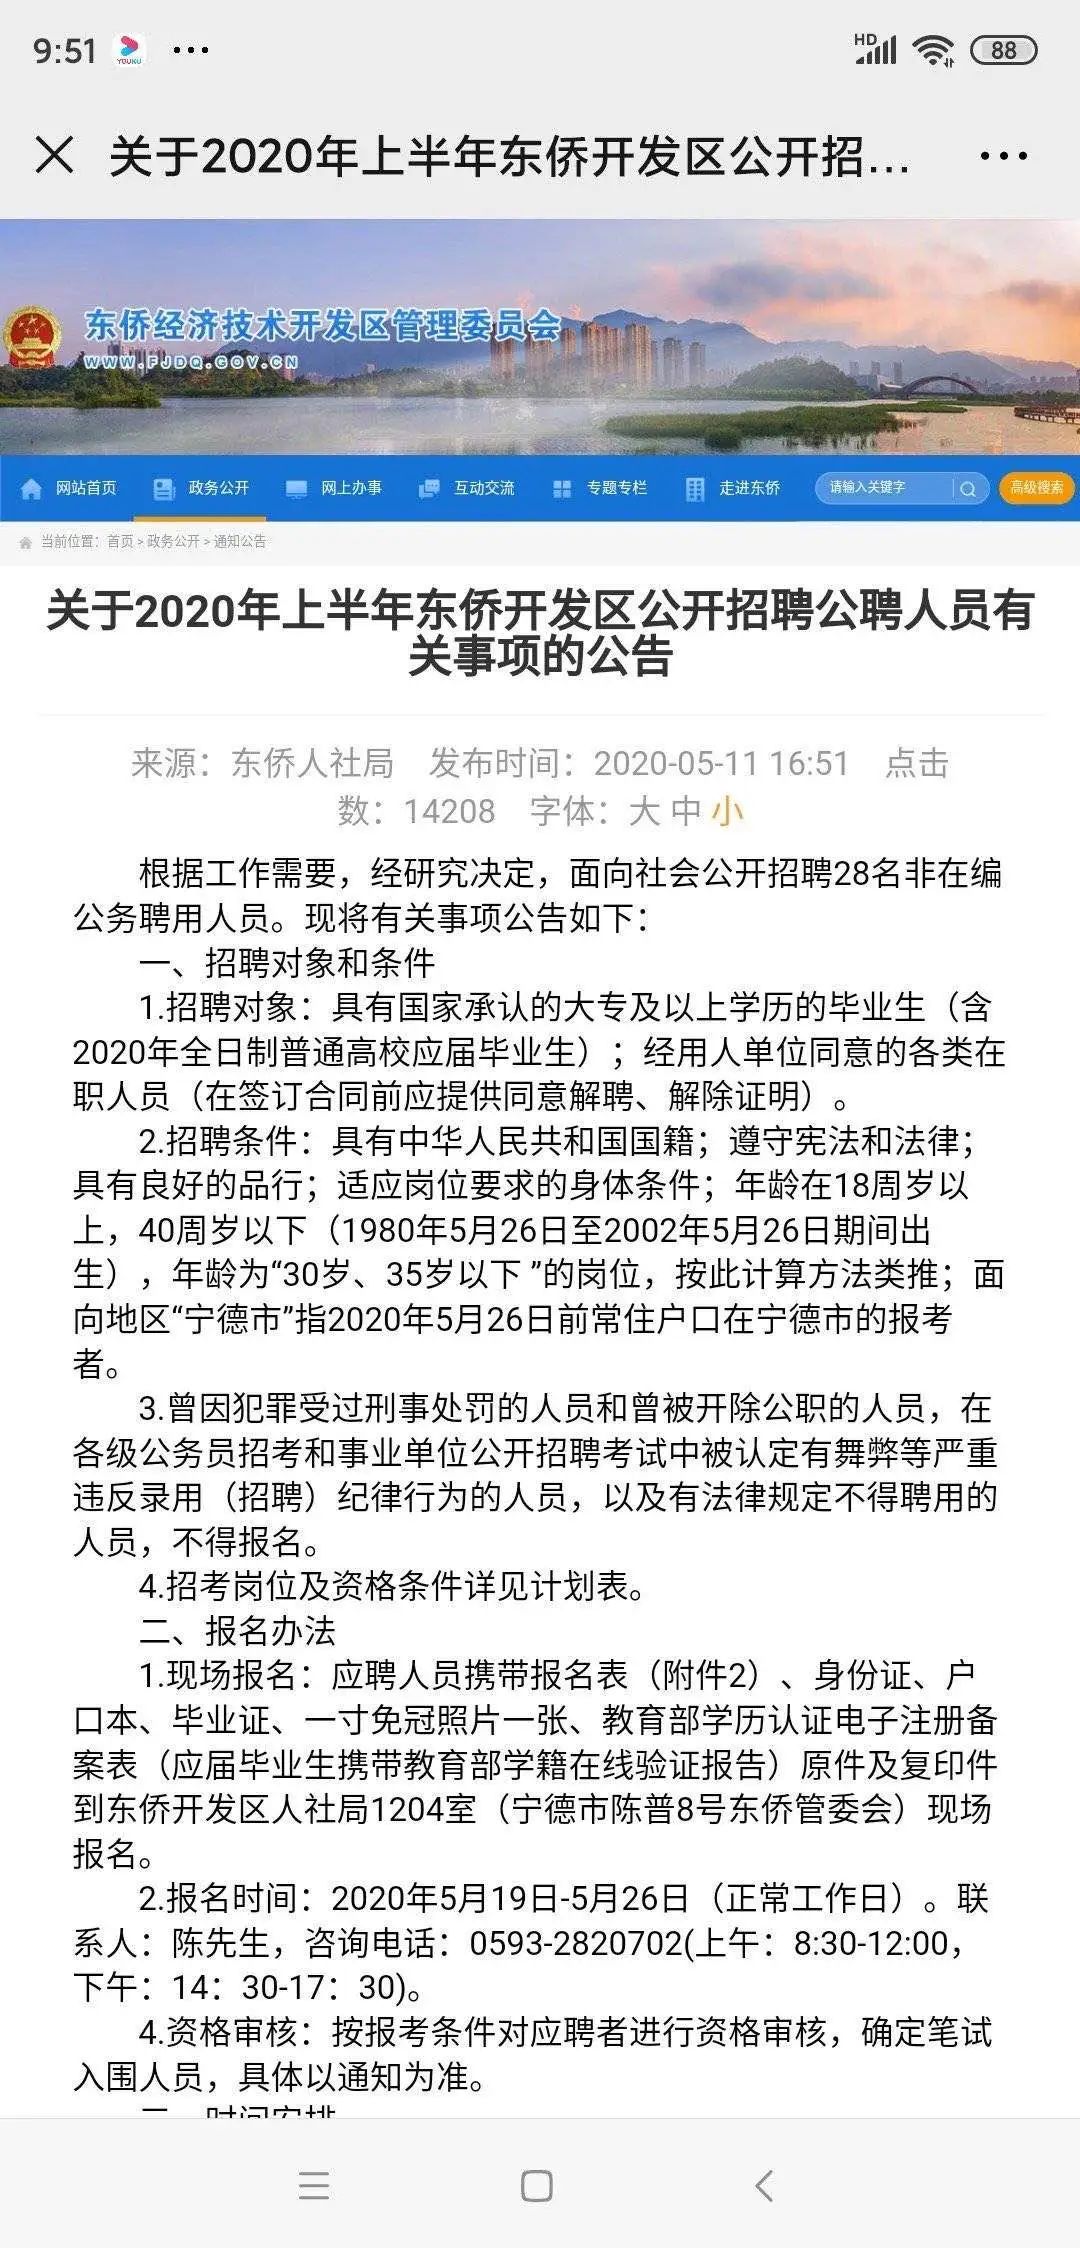 9:51 YOUKU ... HD 88
关于2020年上半年东侨开发区公开招...
东侨经济技术开发区管理委员会
WWW.FJDQ.GOV.CN
网站首页 政务公开 网上办事 互动交流 专题专栏 走进东侨 请输入关键字 高级搜索
当前位置：首页 > 政务公开 > 通知公告
关于2020年上半年东侨开发区公开招聘公聘人员有
关事项的公告
来源：东侨人社局 发布时间：2020-05-11 16:51 点击
数：14208 字体：大 中 小
根据工作需要，经研究决定，面向社会公开招聘28名非在编
公务聘用人员。现将有关事项公告如下：
一、招聘对象和条件
1.招聘对象：具有国家承认的大专及以上学历的毕业生（含
2020年全日制普通高校应届毕业生）；经用人单位同意的各类在
职人员（在签订合同前应提供同意解聘、解除证明）。
2.招聘条件：具有中华人民共和国国籍；遵守宪法和法律；
具有良好的品行；适应岗位要求的身体条件；年龄在18周岁以
上，40周岁以下（1980年5月26日至2002年5月26日期间出
生），年龄为“30岁、35岁以下 ”的岗位，按此计算方法类推；面
向地区“宁德市”指2020年5月26日前常住户口在宁德市的报考
者。
3.曾因犯罪受过刑事处罚的人员和曾被开除公职的人员，在
各级公务员招考和事业单位公开招聘考试中被认定有舞弊等严重
违反录用（招聘）纪律行为的人员，以及有法律规定不得聘用的
人员，不得报名。
4.招考岗位及资格条件详见计划表。
二、报名办法
1.现场报名：应聘人员携带报名表（附件2）、身份证、户
口本、毕业证、一寸免冠照片一张、教育部学历认证电子注册备
案表（应届毕业生携带教育部学籍在线验证报告）原件及复印件
到东侨开发区人社局1204室（宁德市陈普8号东侨管委会）现场
报名。
2.报名时间：2020年5月19日-5月26日（正常工作日）。联
系人：陈先生，咨询电话：0593-2820702(上午：8:30-12:00，
下午：14：30-17：30)。
4.资格审核：按报考条件对应聘者进行资格审核，确定笔试
入围人员，具体以通知为准。
三、时间安排